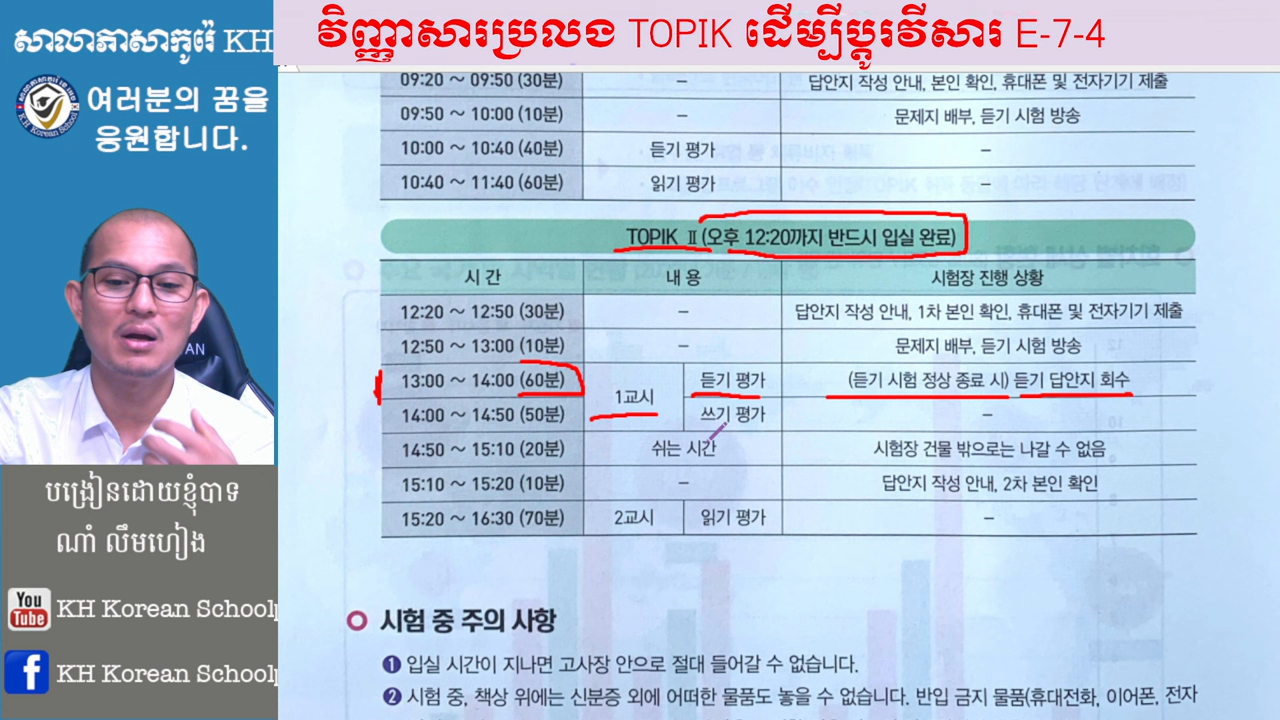 សាលាភាសាកូរ៉េ KH
វិញ្ញាសារប្រលង TOPIK ដើម្បីប្តូរវីសារ E-7-4
여러분의 꿈을
응원합니다.
KH Korean School
09:20 ~ 09:50 (30분) – 답안지 작성 안내, 본인 확인, 휴대폰 및 전자기기 제출
09:50 ~ 10:00 (10분) – 문제지 배부, 듣기 시험 방송
10:00 ~ 10:40 (40분) 듣기 평가 –
10:40 ~ 11:40 (60분) 읽기 평가 –
TOPIK Ⅱ (오후 12:20까지 반드시 입실 완료)
시 간 내 용 시험장 진행 상황
12:20 ~ 12:50 (30분) – 답안지 작성 안내, 1차 본인 확인, 휴대폰 및 전자기기 제출
12:50 ~ 13:00 (10분) – 문제지 배부, 듣기 시험 방송
13:00 ~ 14:00 (60분) 1교시 듣기 평가 (듣기 시험 정상 종료 시) 듣기 답안지 회수
14:00 ~ 14:50 (50분) 쓰기 평가 –
14:50 ~ 15:10 (20분) 쉬는 시간 시험장 건물 밖으로는 나갈 수 없음
15:10 ~ 15:20 (10분) – 답안지 작성 안내, 2차 본인 확인
15:20 ~ 16:30 (70분) 2교시 읽기 평가 –
시험 중 주의 사항
❶ 입실 시간이 지나면 고사장 안으로 절대 들어갈 수 없습니다.
❷ 시험 중, 책상 위에는 신분증 외에 어떠한 물품도 놓을 수 없습니다. 반입 금지 물품(휴대전화, 이어폰, 전자
បង្រៀនដោយខ្ញុំបាទ
ណាំ លឹមហៀង
You
Tube
KH Korean School
KH Korean School